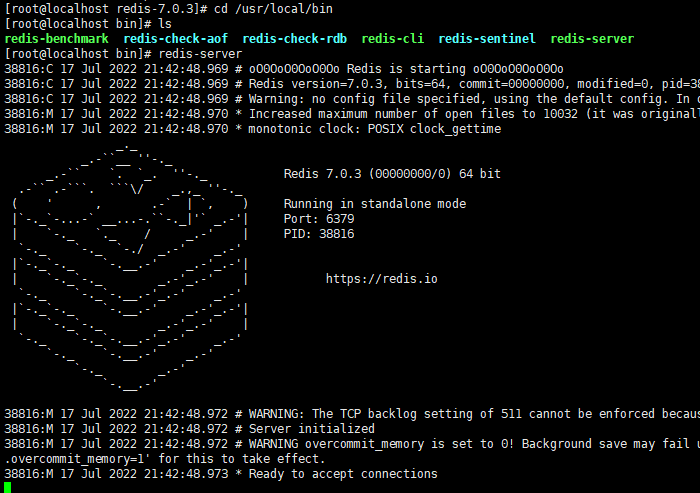 [root@localhost redis-7.0.3]# cd /usr/local/bin
[root@localhost bin]# ls
redis-benchmark  redis-check-aof  redis-check-rdb  redis-cli  redis-sentinel  redis-server
[root@localhost bin]# redis-server
38816:C 17 Jul 2022 21:42:48.969 # oO0OoO0OoO0Oo Redis is starting oO0OoO0OoO0Oo
38816:C 17 Jul 2022 21:42:48.969 # Redis version=7.0.3, bits=64, commit=00000000, modified=0, pid=38
38816:C 17 Jul 2022 21:42:48.969 # Warning: no config file specified, using the default config. In o
38816:M 17 Jul 2022 21:42:48.970 * Increased maximum number of open files to 10032 (it was originall
38816:M 17 Jul 2022 21:42:48.970 * monotonic clock: POSIX clock_gettime
Redis 7.0.3 (00000000/0) 64 bit
Running in standalone mode
Port: 6379
PID: 38816
https://redis.io
38816:M 17 Jul 2022 21:42:48.972 # WARNING: The TCP backlog setting of 511 cannot be enforced becaus
38816:M 17 Jul 2022 21:42:48.972 # Server initialized
38816:M 17 Jul 2022 21:42:48.972 # WARNING overcommit_memory is set to 0! Background save may fail u
.overcommit_memory=1' for this to take effect.
38816:M 17 Jul 2022 21:42:48.973 * Ready to accept connections